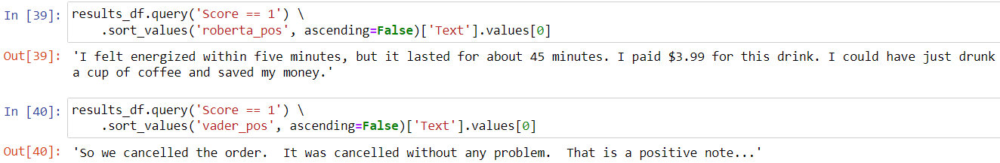 In [39]: results_df.query('Score == 1') \
.sort_values('roberta_pos', ascending=False)['Text'].values[0]
Out[39]: 'I felt energized within five minutes, but it lasted for about 45 minutes. I paid $3.99 for this drink. I could have just drunk
a cup of coffee and saved my money.'
In [40]: results_df.query('Score == 1') \
.sort_values('vader_pos', ascending=False)['Text'].values[0]
Out[40]: 'So we cancelled the order.  It was cancelled without any problem.  That is a positive note...'